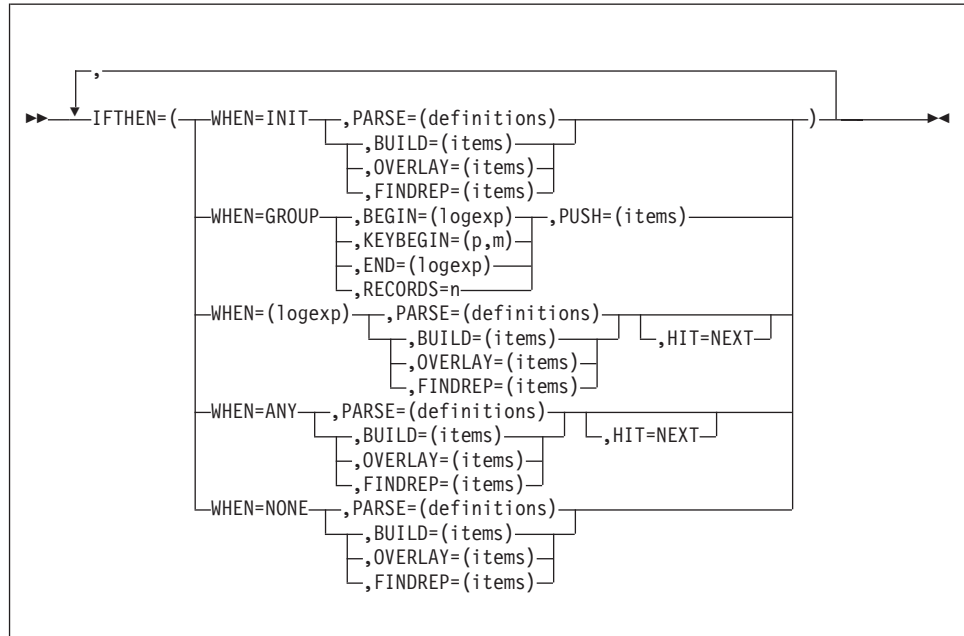 ,
IFTHEN=( WHEN=INIT ,PARSE=(definitions) )
,BUILD=(items)
,OVERLAY=(items)
,FINDREP=(items)
WHEN=GROUP ,BEGIN=(logexp) ,PUSH=(items)
,KEYBEGIN=(p,m)
,END=(logexp)
,RECORDS=n
WHEN=(logexp) ,PARSE=(definitions)
,BUILD=(items) ,HIT=NEXT
,OVERLAY=(items)
,FINDREP=(items)
WHEN=ANY ,PARSE=(definitions)
,BUILD=(items) ,HIT=NEXT
,OVERLAY=(items)
,FINDREP=(items)
WHEN=NONE ,PARSE=(definitions)
,BUILD=(items)
,OVERLAY=(items)
,FINDREP=(items)